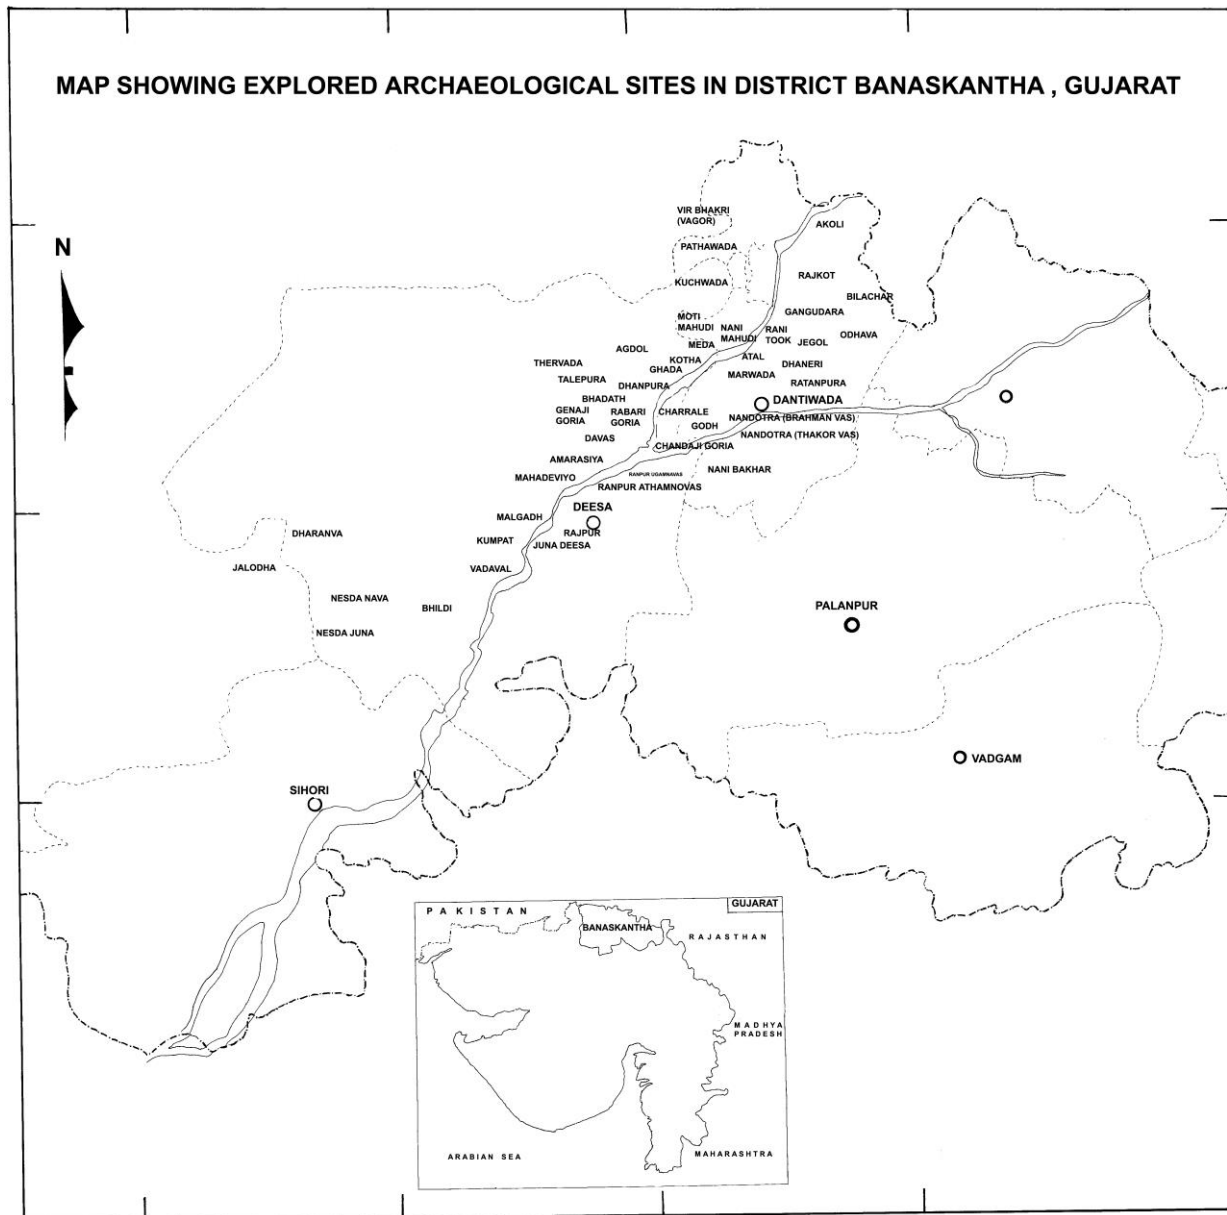 MAP SHOWING EXPLORED ARCHAEOLOGICAL SITES IN DISTRICT BANASKANTHA , GUJARAT
N
VIR BHAKRI
(VAGOR)
AKOLI
PATHAWADA
RAJKOT
KUCHWADA
BILACHAR
GANGUDARA
MOTI
MAHUDI
NANI
MAHUDI
RANI
TOOK
ODHAVA
JEGOL
MEDA
AGDOL
ATAL
KOTHA
THERVADA
DHANERI
GHADA
MARWADA
TALEPURA
DHANPURA
RATANPURA
BHADATH
DANTIWADA
GENAJI
GORIA
RABARI
GORIA
CHARRALE
NANDOTRA (BRAHMAN VAS)
GODH
NANDOTRA (THAKOR VAS)
DAVAS
CHANDAJI GORIA
AMARASIYA
NANI BAKHAR
MAHADEVIYO
RANPUR UGAMNAVAS
RANPUR ATHAMNOVAS
DEESA
MALGADH
DHARANVA
RAJPUR
KUMPAT
JUNA DEESA
JALODHA
VADAVAL
NESDA NAVA
BHILDI
PALANPUR
NESDA JUNA
VADGAM
SIHORI
GUJARAT
PAKISTAN
BANASKANTHA
RAJASTHAN
MADHYA
PRADESH
ARABIAN SEA
MAHARASHTRA